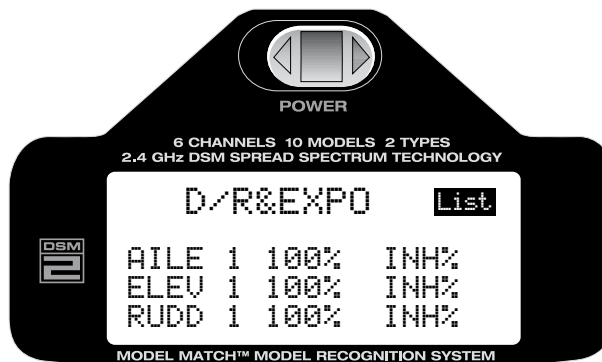 POWER
6 CHANNELS 10 MODELS 2 TYPES
2.4 GHz DSM SPREAD SPECTRUM TECHNOLOGY
D/R&EXPO List
DSM
2
AILE 1 100% INH%
ELEV 1 100% INH%
RUDD 1 100% INH%
MODEL MATCH™ MODEL RECOGNITION SYSTEM